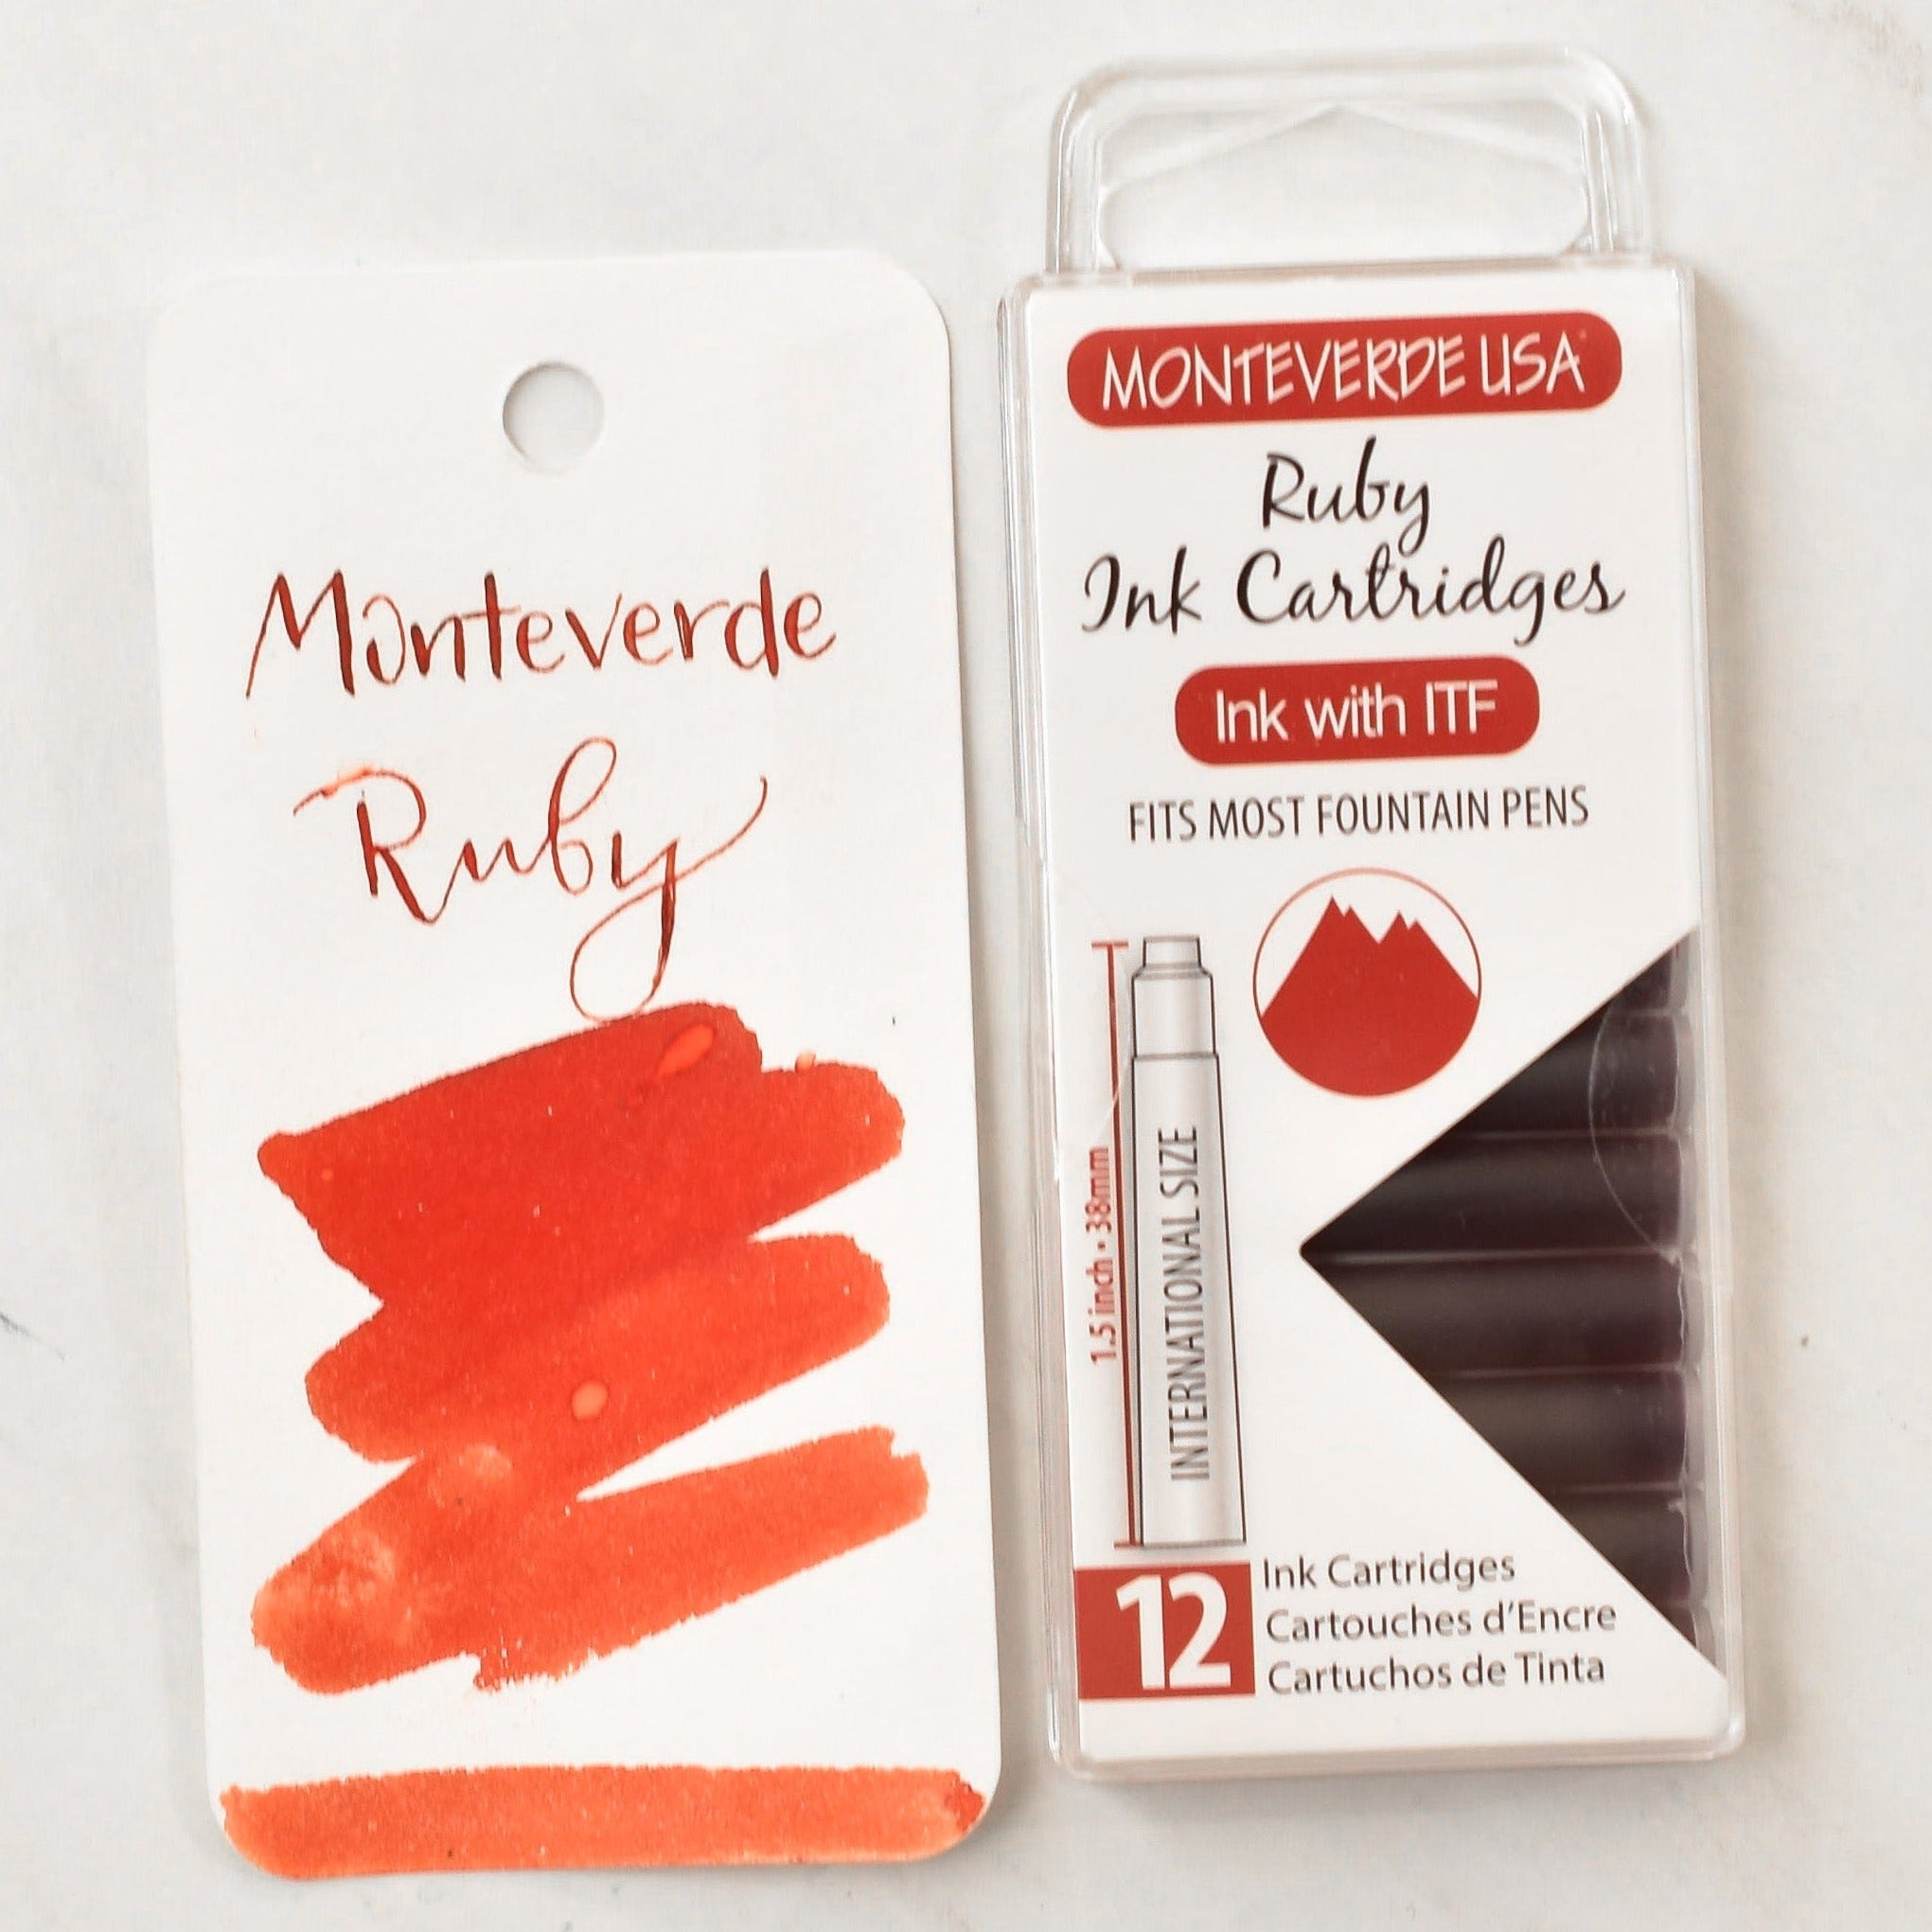 Monteverde
Ruby
MONTEVERDE USA
Ruby
Ink Cartridges
Ink with ITF
FITS MOST FOUNTAIN PENS
1.5 inch • 38mm
INTERNATIONAL SIZE
12
Ink Cartridges
Cartouches d'Encre
Cartuchos de Tinta